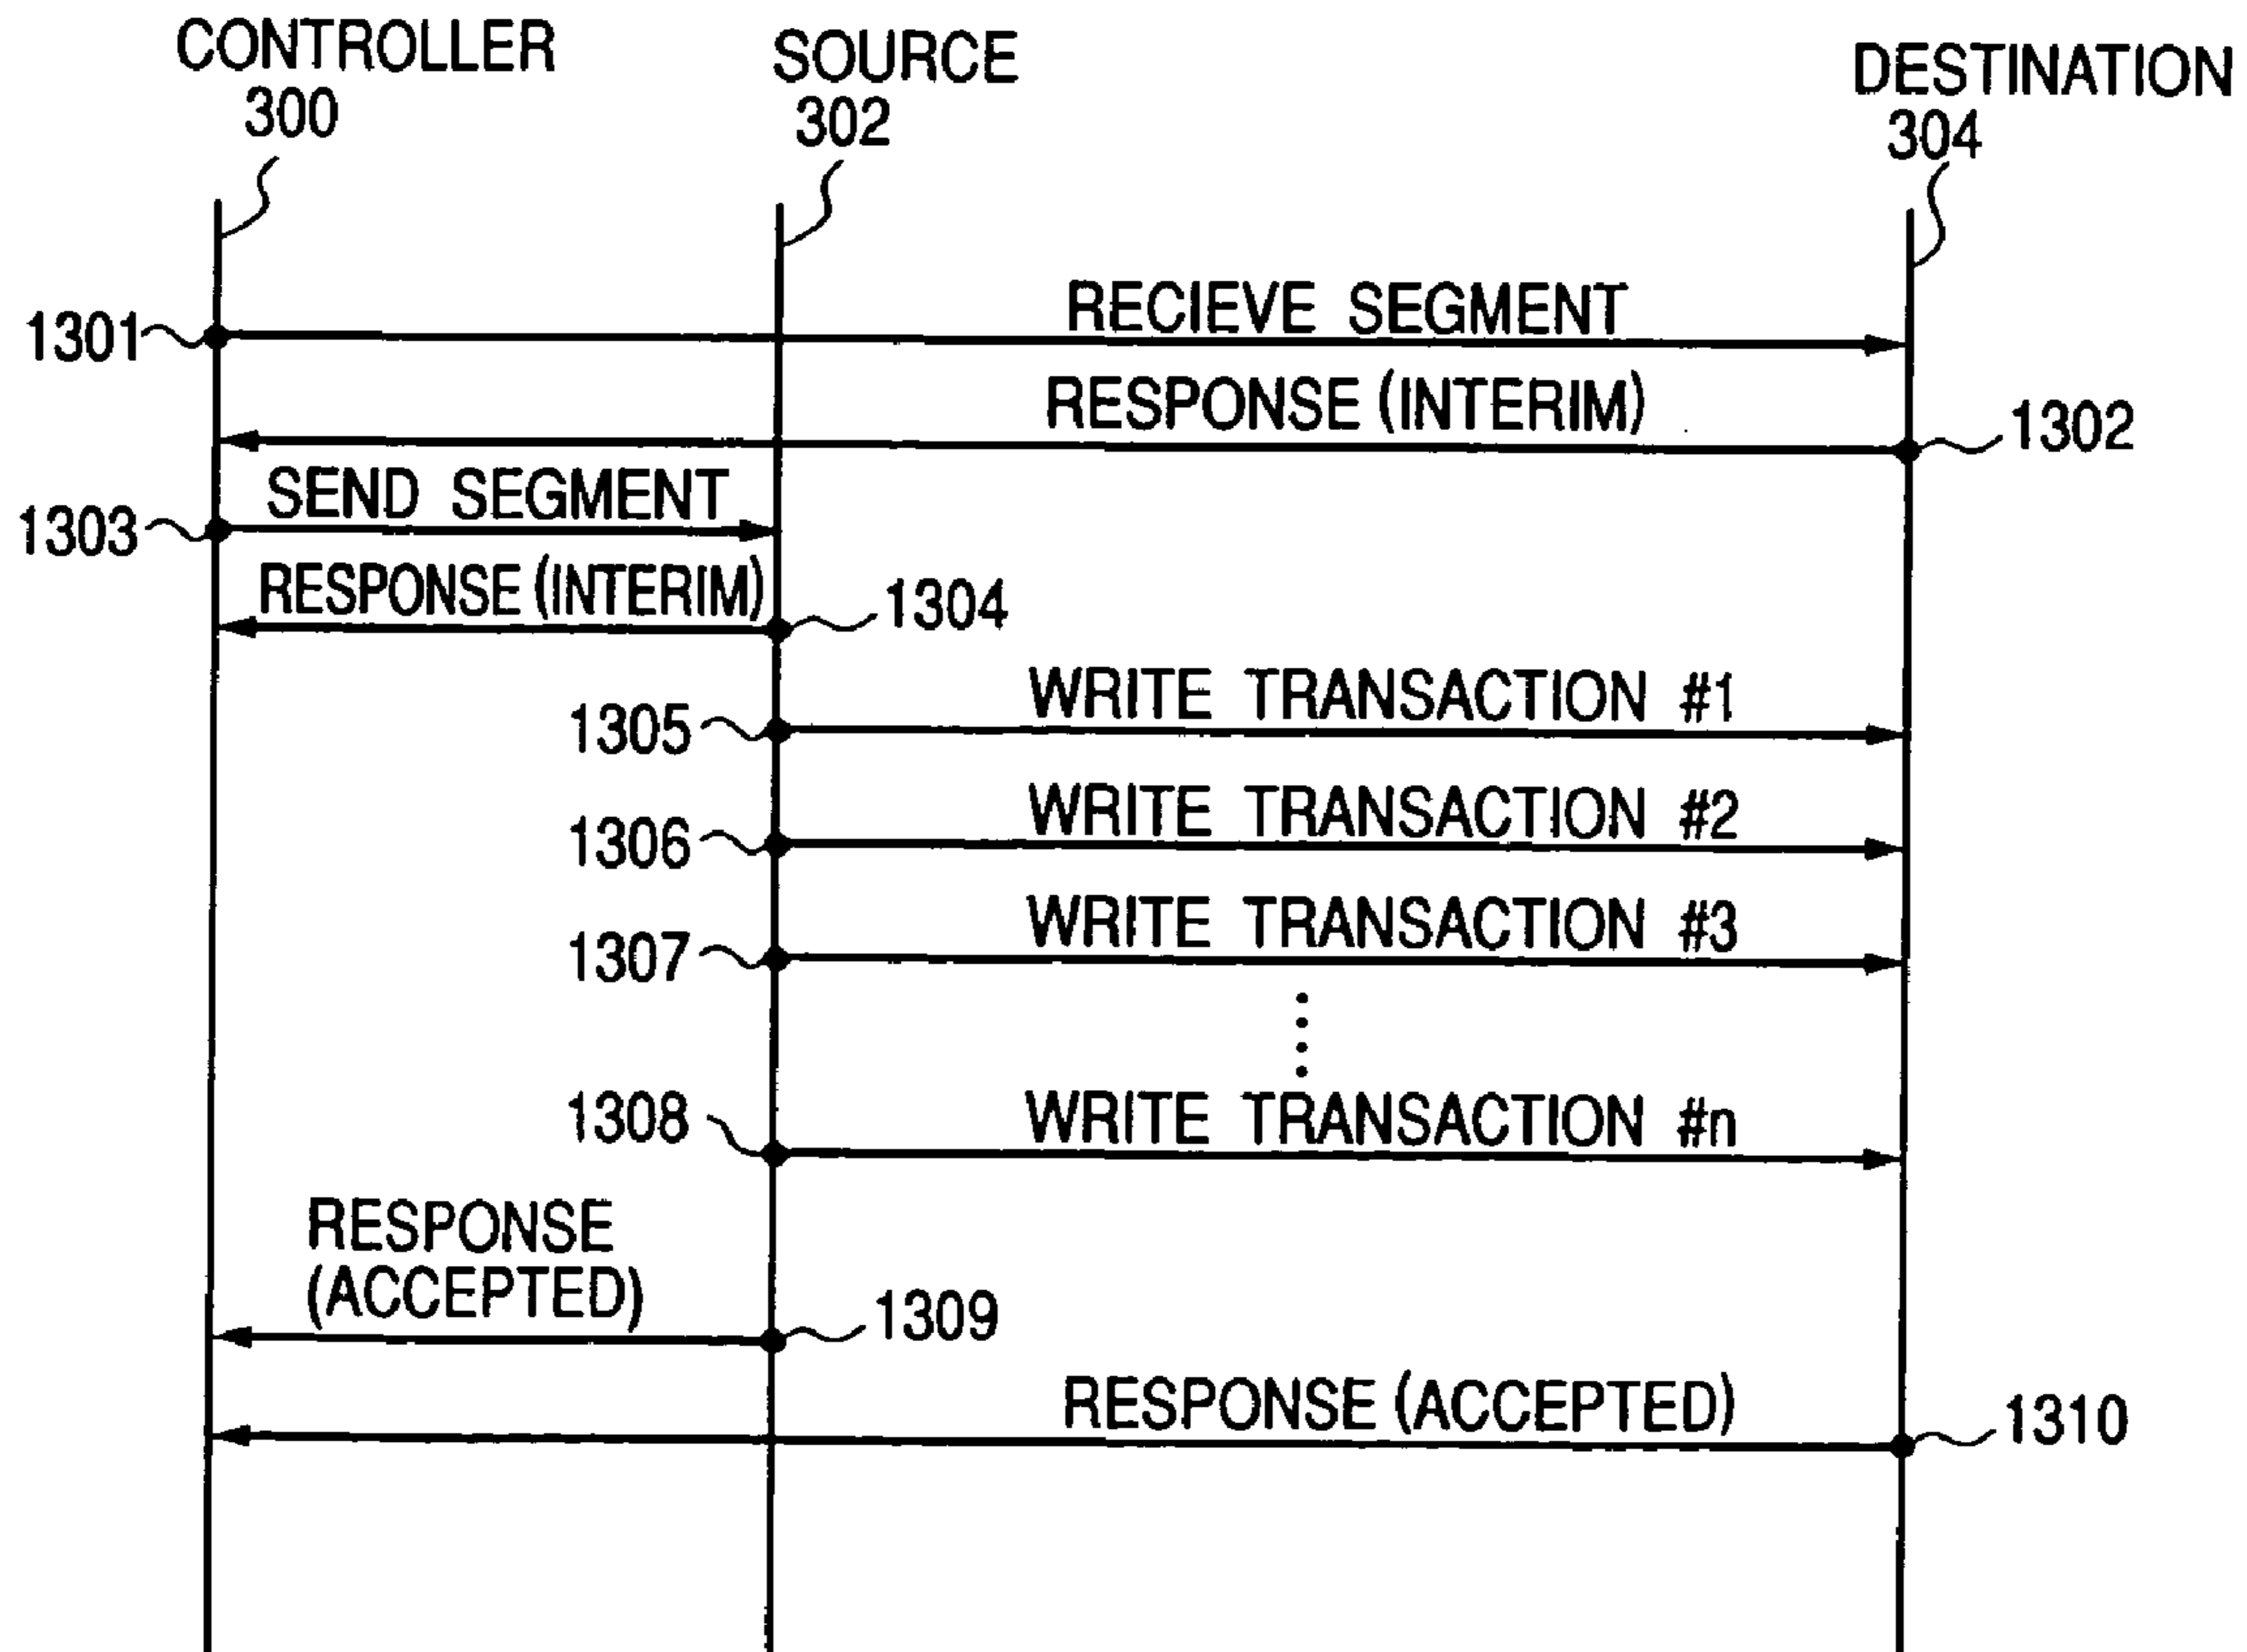 CONTROLLER
300
SOURCE
302
DESTINATION
304
1301
RECIEVE SEGMENT
RESPONSE (INTERIM)
1302
SEND SEGMENT
1303
RESPONSE (INTERIM)
1304
WRITE TRANSACTION #1
1305
WRITE TRANSACTION #2
1306
WRITE TRANSACTION #3
1307
WRITE TRANSACTION #n
1308
RESPONSE
(ACCEPTED)
1309
RESPONSE (ACCEPTED)
1310